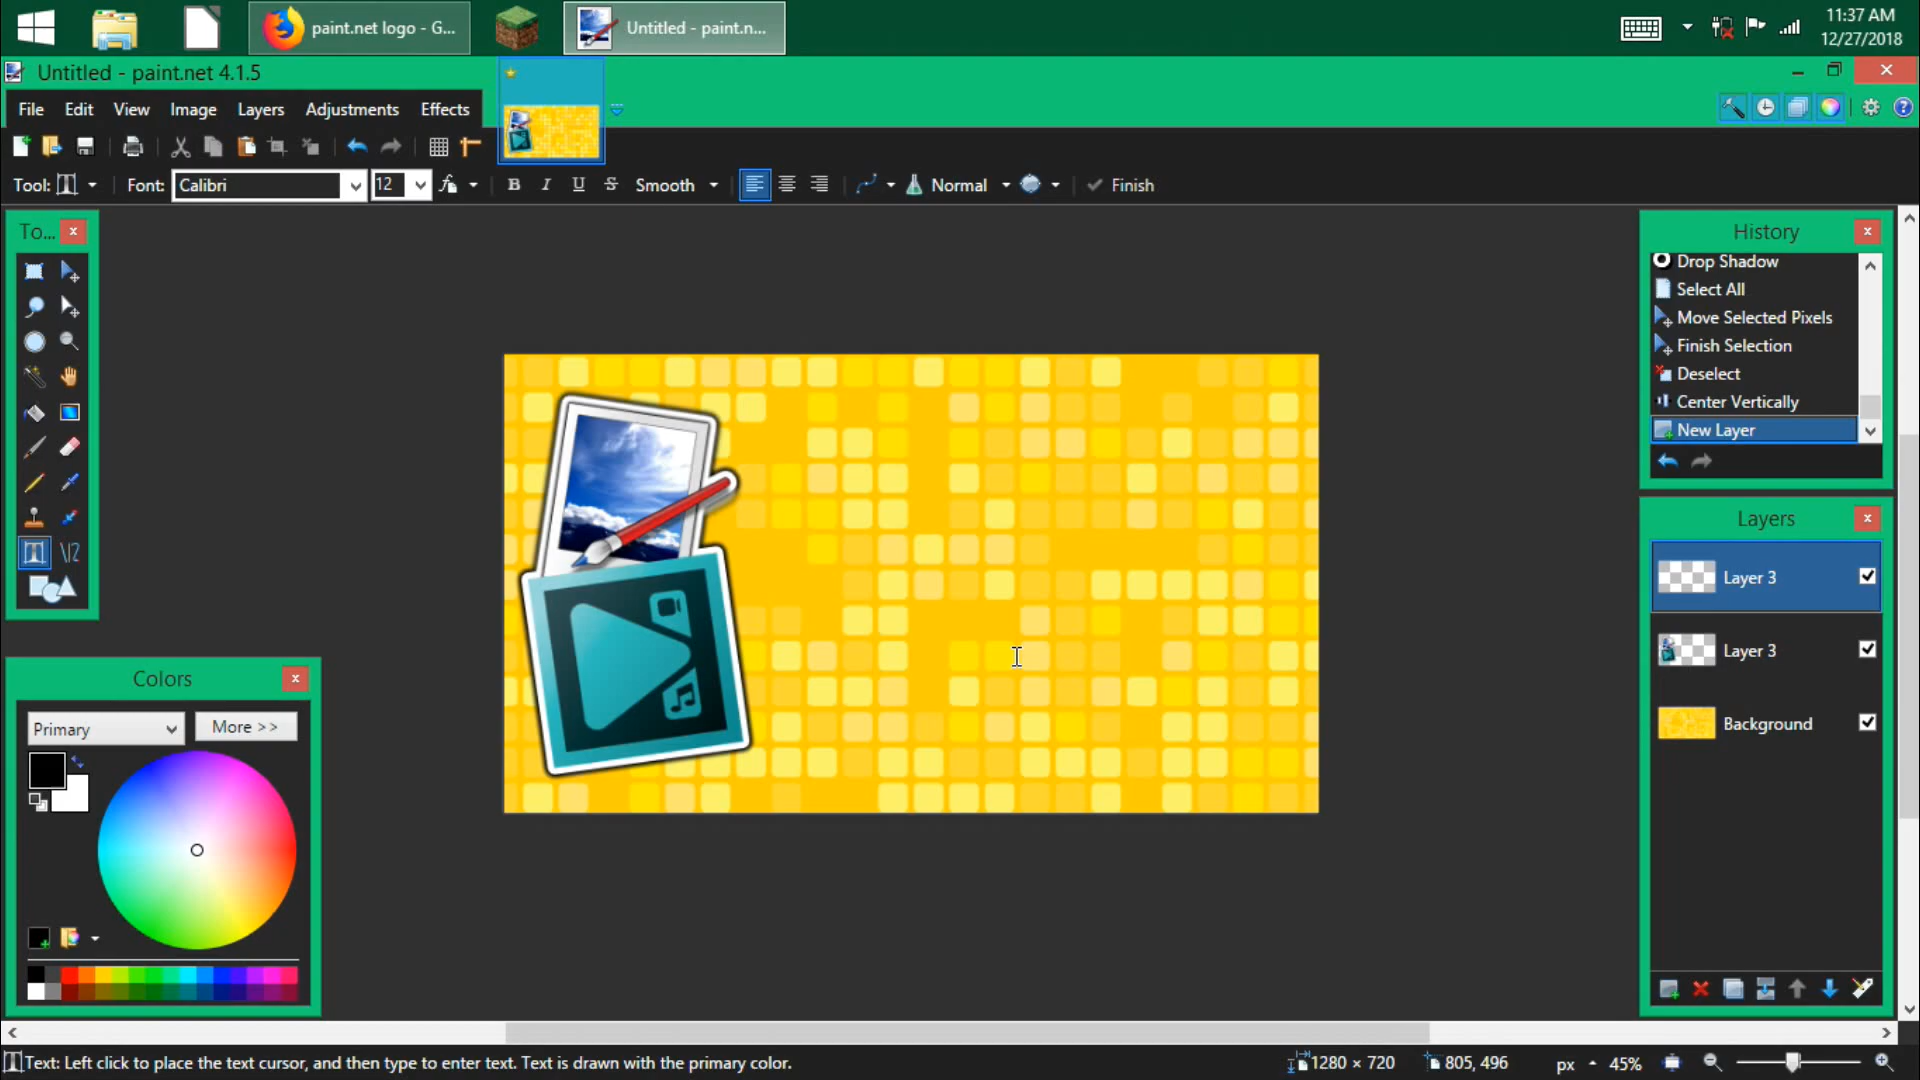 paint.net logo - G...
Untitled - paint.n...
11:37 AM
12/27/2018
Untitled - paint.net 4.1.5
File Edit View Image Layers Adjustments Effects
Tool: Font: Calibri 12 B I U S Smooth Normal Finish
To...
History
Drop Shadow
Select All
Move Selected Pixels
Finish Selection
Deselect
Center Vertically
New Layer
Layers
Layer 3
Layer 3
Background
Colors
Primary
More >>
Text: Left click to place the text cursor, and then type to enter text. Text is drawn with the primary color.
1280 × 720
805, 496
px
45%